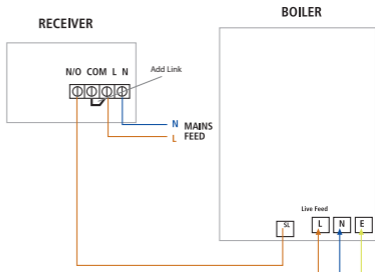 BOILER
RECEIVER
N/O COM L N
Add Link
N MAINS
L FEED
Live Feed
SL
L N E